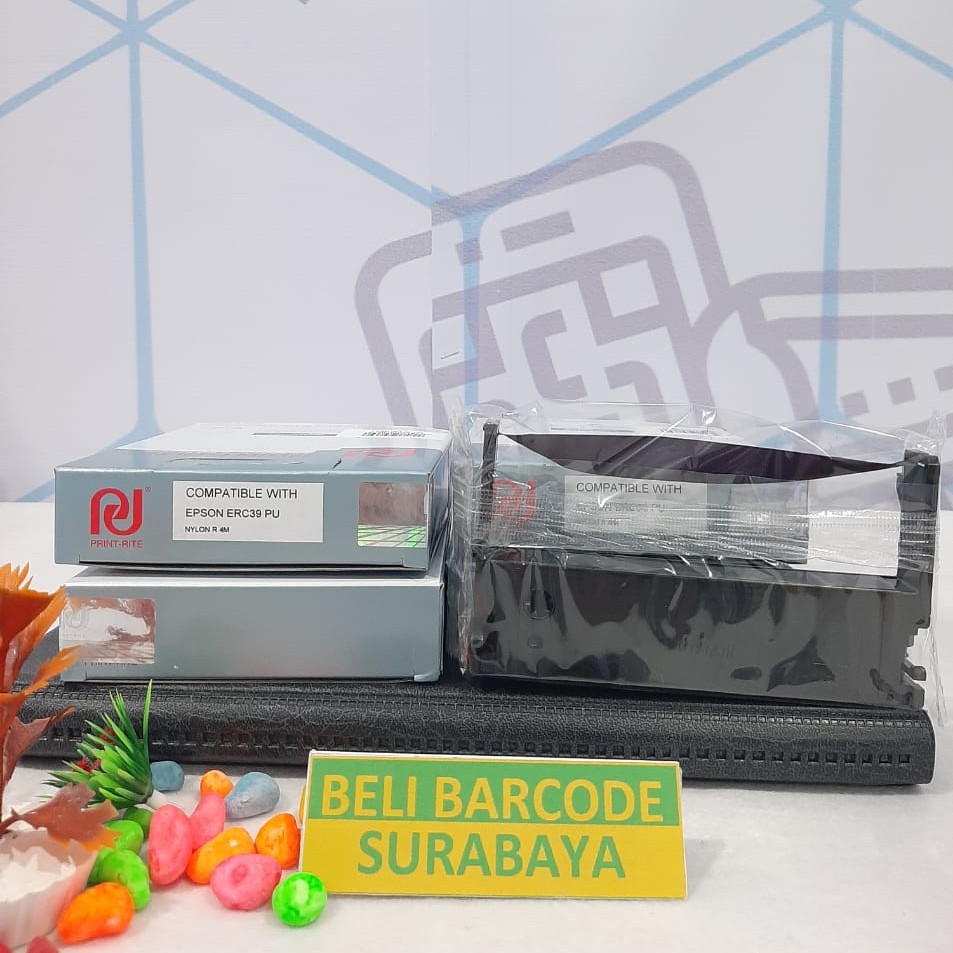 PRINT-RITE
COMPATIBLE WITH
EPSON ERC39 PU
NYLON R 4M
COMPATIBLE WITH
BELI BARCODE
SURABAYA